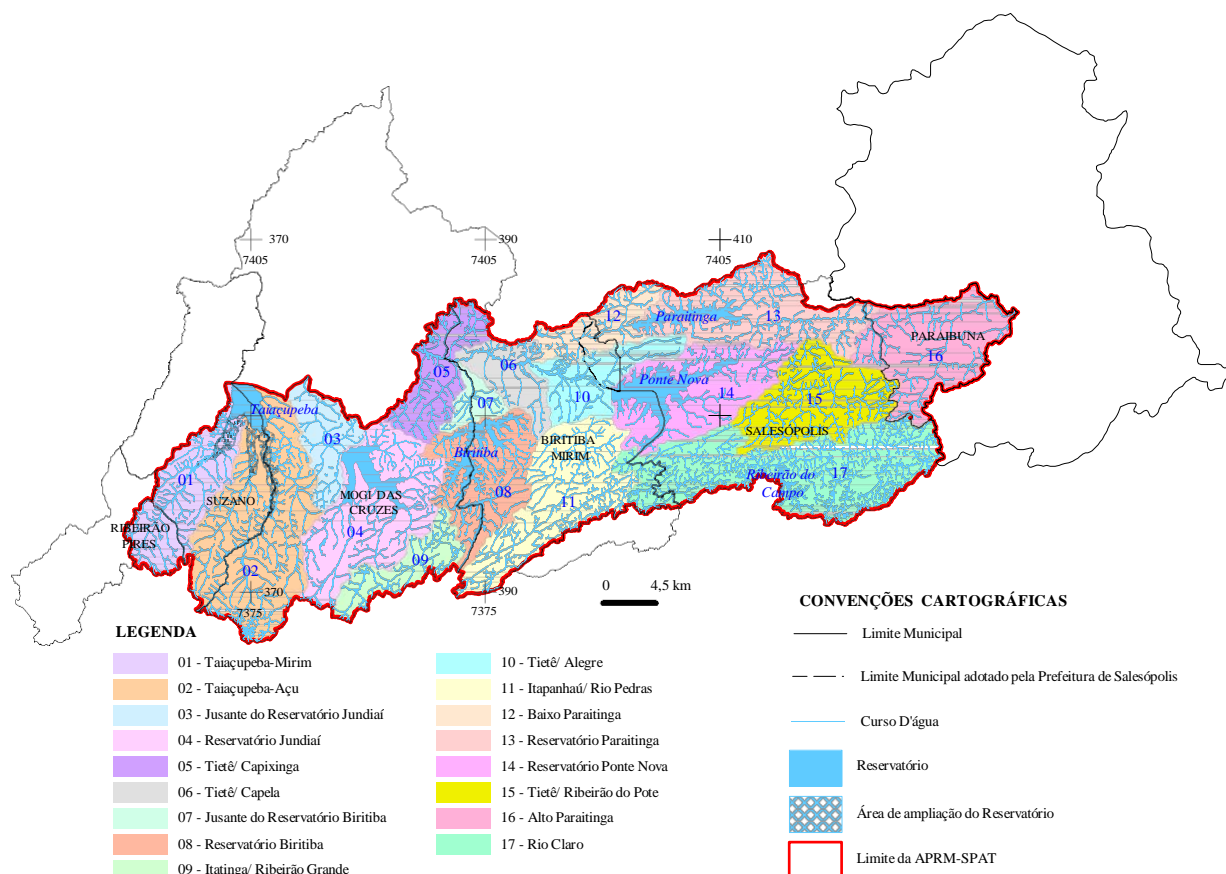 370
7405
390
7405
410
7405
12
Paraitinga
13
PARAIBUNA
16
05
06
Ponte Nova
07
10
14
15
Taiaçupeba
03
SALESÓPOLIS
BIRITIBA
MIRIM
Biritiba
01
SUZANO
MOGI DAS
CRUZES
08
11
Ribeirão do
Campo
17
RIBEIRÃO
PIRES
04
09
02
370
7375
390
7375
0 4,5 km
LEGENDA
01 - Taiaçupeba-Mirim
02 - Taiaçupeba-Açu
03 - Jusante do Reservatório Jundiaí
04 - Reservatório Jundiaí
05 - Tietê/ Capixinga
06 - Tietê/ Capela
07 - Jusante do Reservatório Biritiba
08 - Reservatório Biritiba
09 - Itatinga/ Ribeirão Grande
10 - Tietê/ Alegre
11 - Itapanhaú/ Rio Pedras
12 - Baixo Paraitinga
13 - Reservatório Paraitinga
14 - Reservatório Ponte Nova
15 - Tietê/ Ribeirão do Pote
16 - Alto Paraitinga
17 - Rio Claro
CONVENÇÕES CARTOGRÁFICAS
Limite Municipal
Limite Municipal adotado pela Prefeitura de Salesópolis
Curso D'água
Reservatório
Área de ampliação do Reservatório
Limite da APRM-SPAT